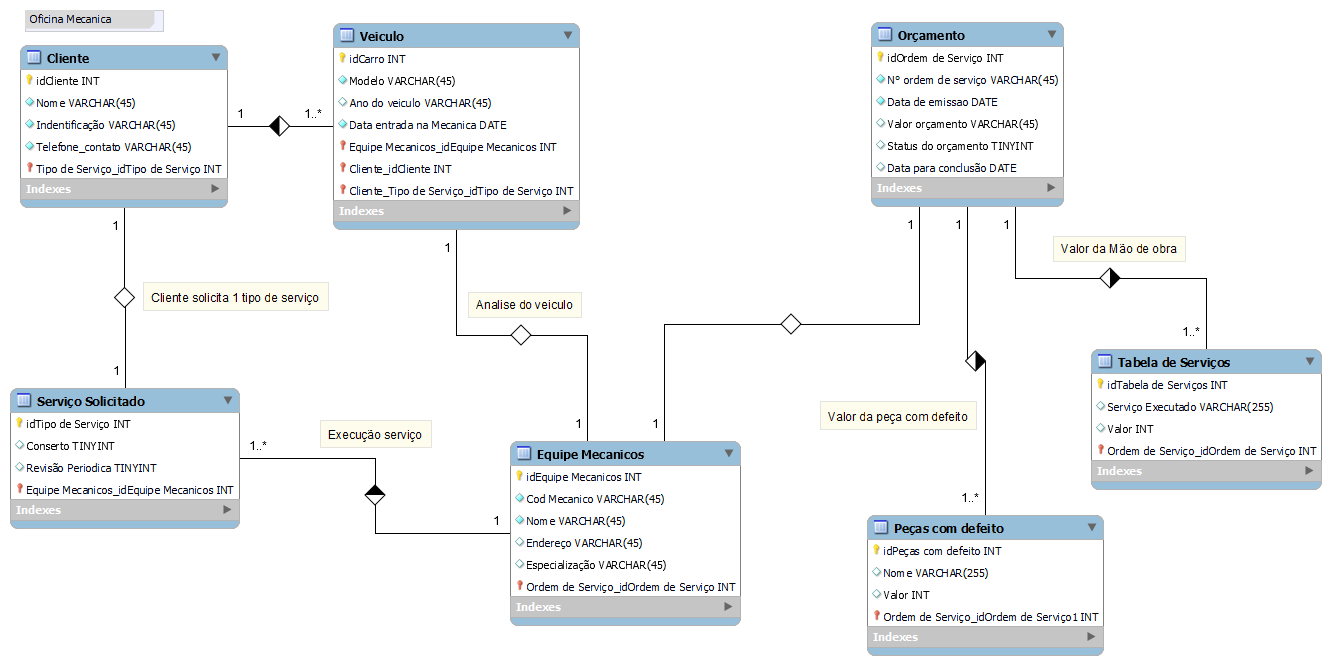 Oficina Mecanica
Cliente
idCliente INT
Nome VARCHAR(45)
Indentificação VARCHAR(45)
Telefone_contato VARCHAR(45)
Tipo de Serviço_idTipo de Serviço INT
Indexes
1
1..*
Veiculo
idCarro INT
Modelo VARCHAR(45)
Ano do veiculo VARCHAR(45)
Data entrada na Mecanica DATE
Equipe Mecanicos_idEquipe Mecanicos INT
Cliente_idCliente INT
Cliente_Tipo de Serviço_idTipo de Serviço INT
Indexes
Orçamento
idOrdem de Serviço INT
Nº ordem de serviço VARCHAR(45)
Data de emissao DATE
Valor orçamento VARCHAR(45)
Status do orçamento TINYINT
Data para conclusão DATE
Indexes
1
1
1
1
1
Cliente solicita 1 tipo de serviço
Analise do veiculo
Valor da Mão de obra
1..*
1
Serviço Solicitado
idTipo de Serviço INT
Conserto TINYINT
Revisão Periodica TINYINT
Equipe Mecanicos_idEquipe Mecanicos INT
Indexes
1..*
Execução serviço
1
1
1
Equipe Mecanicos
idEquipe Mecanicos INT
Cod Mecanico VARCHAR(45)
Nome VARCHAR(45)
Endereço VARCHAR(45)
Especialização VARCHAR(45)
Ordem de Serviço_idOrdem de Serviço INT
Indexes
Valor da peça com defeito
1..*
Peças com defeito
idPeças com defeito INT
Nome VARCHAR(255)
Valor INT
Ordem de Serviço_idOrdem de Serviço1 INT
Indexes
Tabela de Serviços
idTabela de Serviços INT
Serviço Executado VARCHAR(255)
Valor INT
Ordem de Serviço_idOrdem de Serviço INT
Indexes